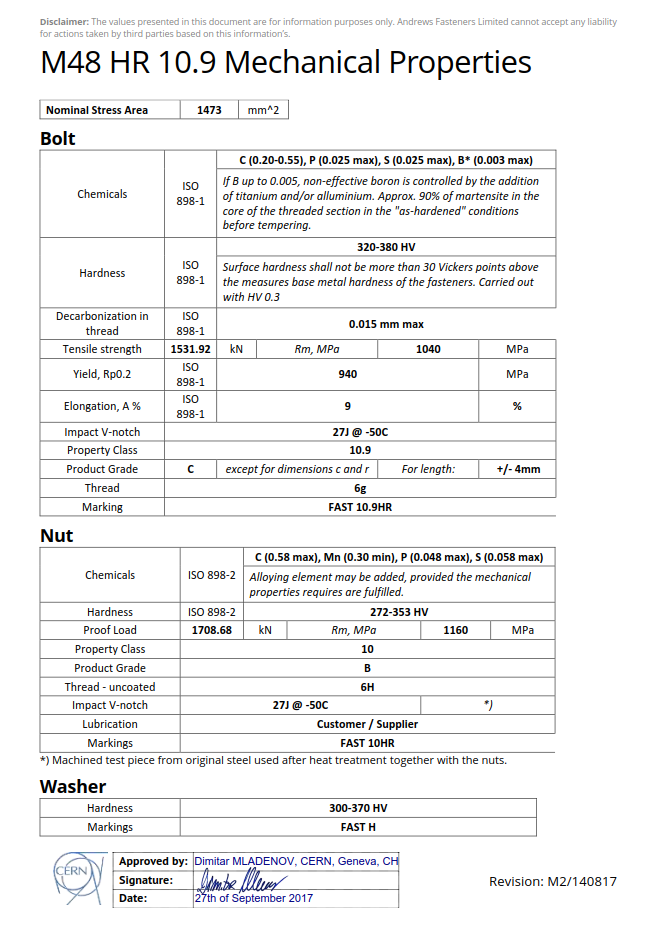 Disclaimer: The values presented in this document are for information purposes only. Andrews Fasteners Limited cannot accept any liability
for actions taken by third parties based on this information's.
M48 HR 10.9 Mechanical Properties
Nominal Stress Area 1473 mm^2
Bolt
Chemicals ISO 898-1 C (0.20-0.55), P (0.025 max), S (0.025 max), B* (0.003 max)
If B up to 0.005, non-effective boron is controlled by the addition
of titanium and/or alluminium. Approx. 90% of martensite in the
core of the threaded section in the "as-hardened" conditions
before tempering.
Hardness ISO 898-1 320-380 HV
Surface hardness shall not be more than 30 Vickers points above
the measures base metal hardness of the fasteners. Carried out
with HV 0.3
Decarbonization in thread ISO 898-1 0.015 mm max
Tensile strength 1531.92 kN Rm, MPa 1040 MPa
Yield, Rp0.2 ISO 898-1 940 MPa
Elongation, A % ISO 898-1 9 %
Impact V-notch 27J @ -50C
Property Class 10.9
Product Grade C except for dimensions c and r For length: +/- 4mm
Thread 6g
Marking FAST 10.9HR
Nut
Chemicals ISO 898-2 C (0.58 max), Mn (0.30 min), P (0.048 max), S (0.058 max)
Alloying element may be added, provided the mechanical
properties requires are fulfilled.
Hardness ISO 898-2 272-353 HV
Proof Load 1708.68 kN Rm, MPa 1160 MPa
Property Class 10
Product Grade B
Thread - uncoated 6H
Impact V-notch 27J @ -50C *)
Lubrication Customer / Supplier
Markings FAST 10HR
*) Machined test piece from original steel used after heat treatment together with the nuts.
Washer
Hardness 300-370 HV
Markings FAST H
CERN
Approved by: Dimitar MLADENOV, CERN, Geneva, CH
Signature:
Date: 27th of September 2017
Revision: M2/140817